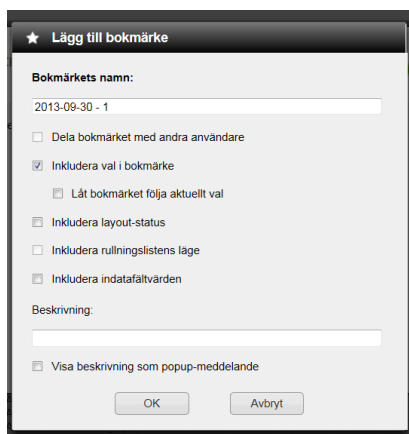 Lägg till bokmärke
Bokmärkets namn:
2013-09-30 - 1
Dela bokmärket med andra användare
Inkludera val i bokmärke
Låt bokmärket följa aktuellt val
Inkludera layout-status
Inkludera rullningslistens läge
Inkludera indatafältvärden
Beskrivning:
Visa beskrivning som popup-meddelande
OK Avbryt